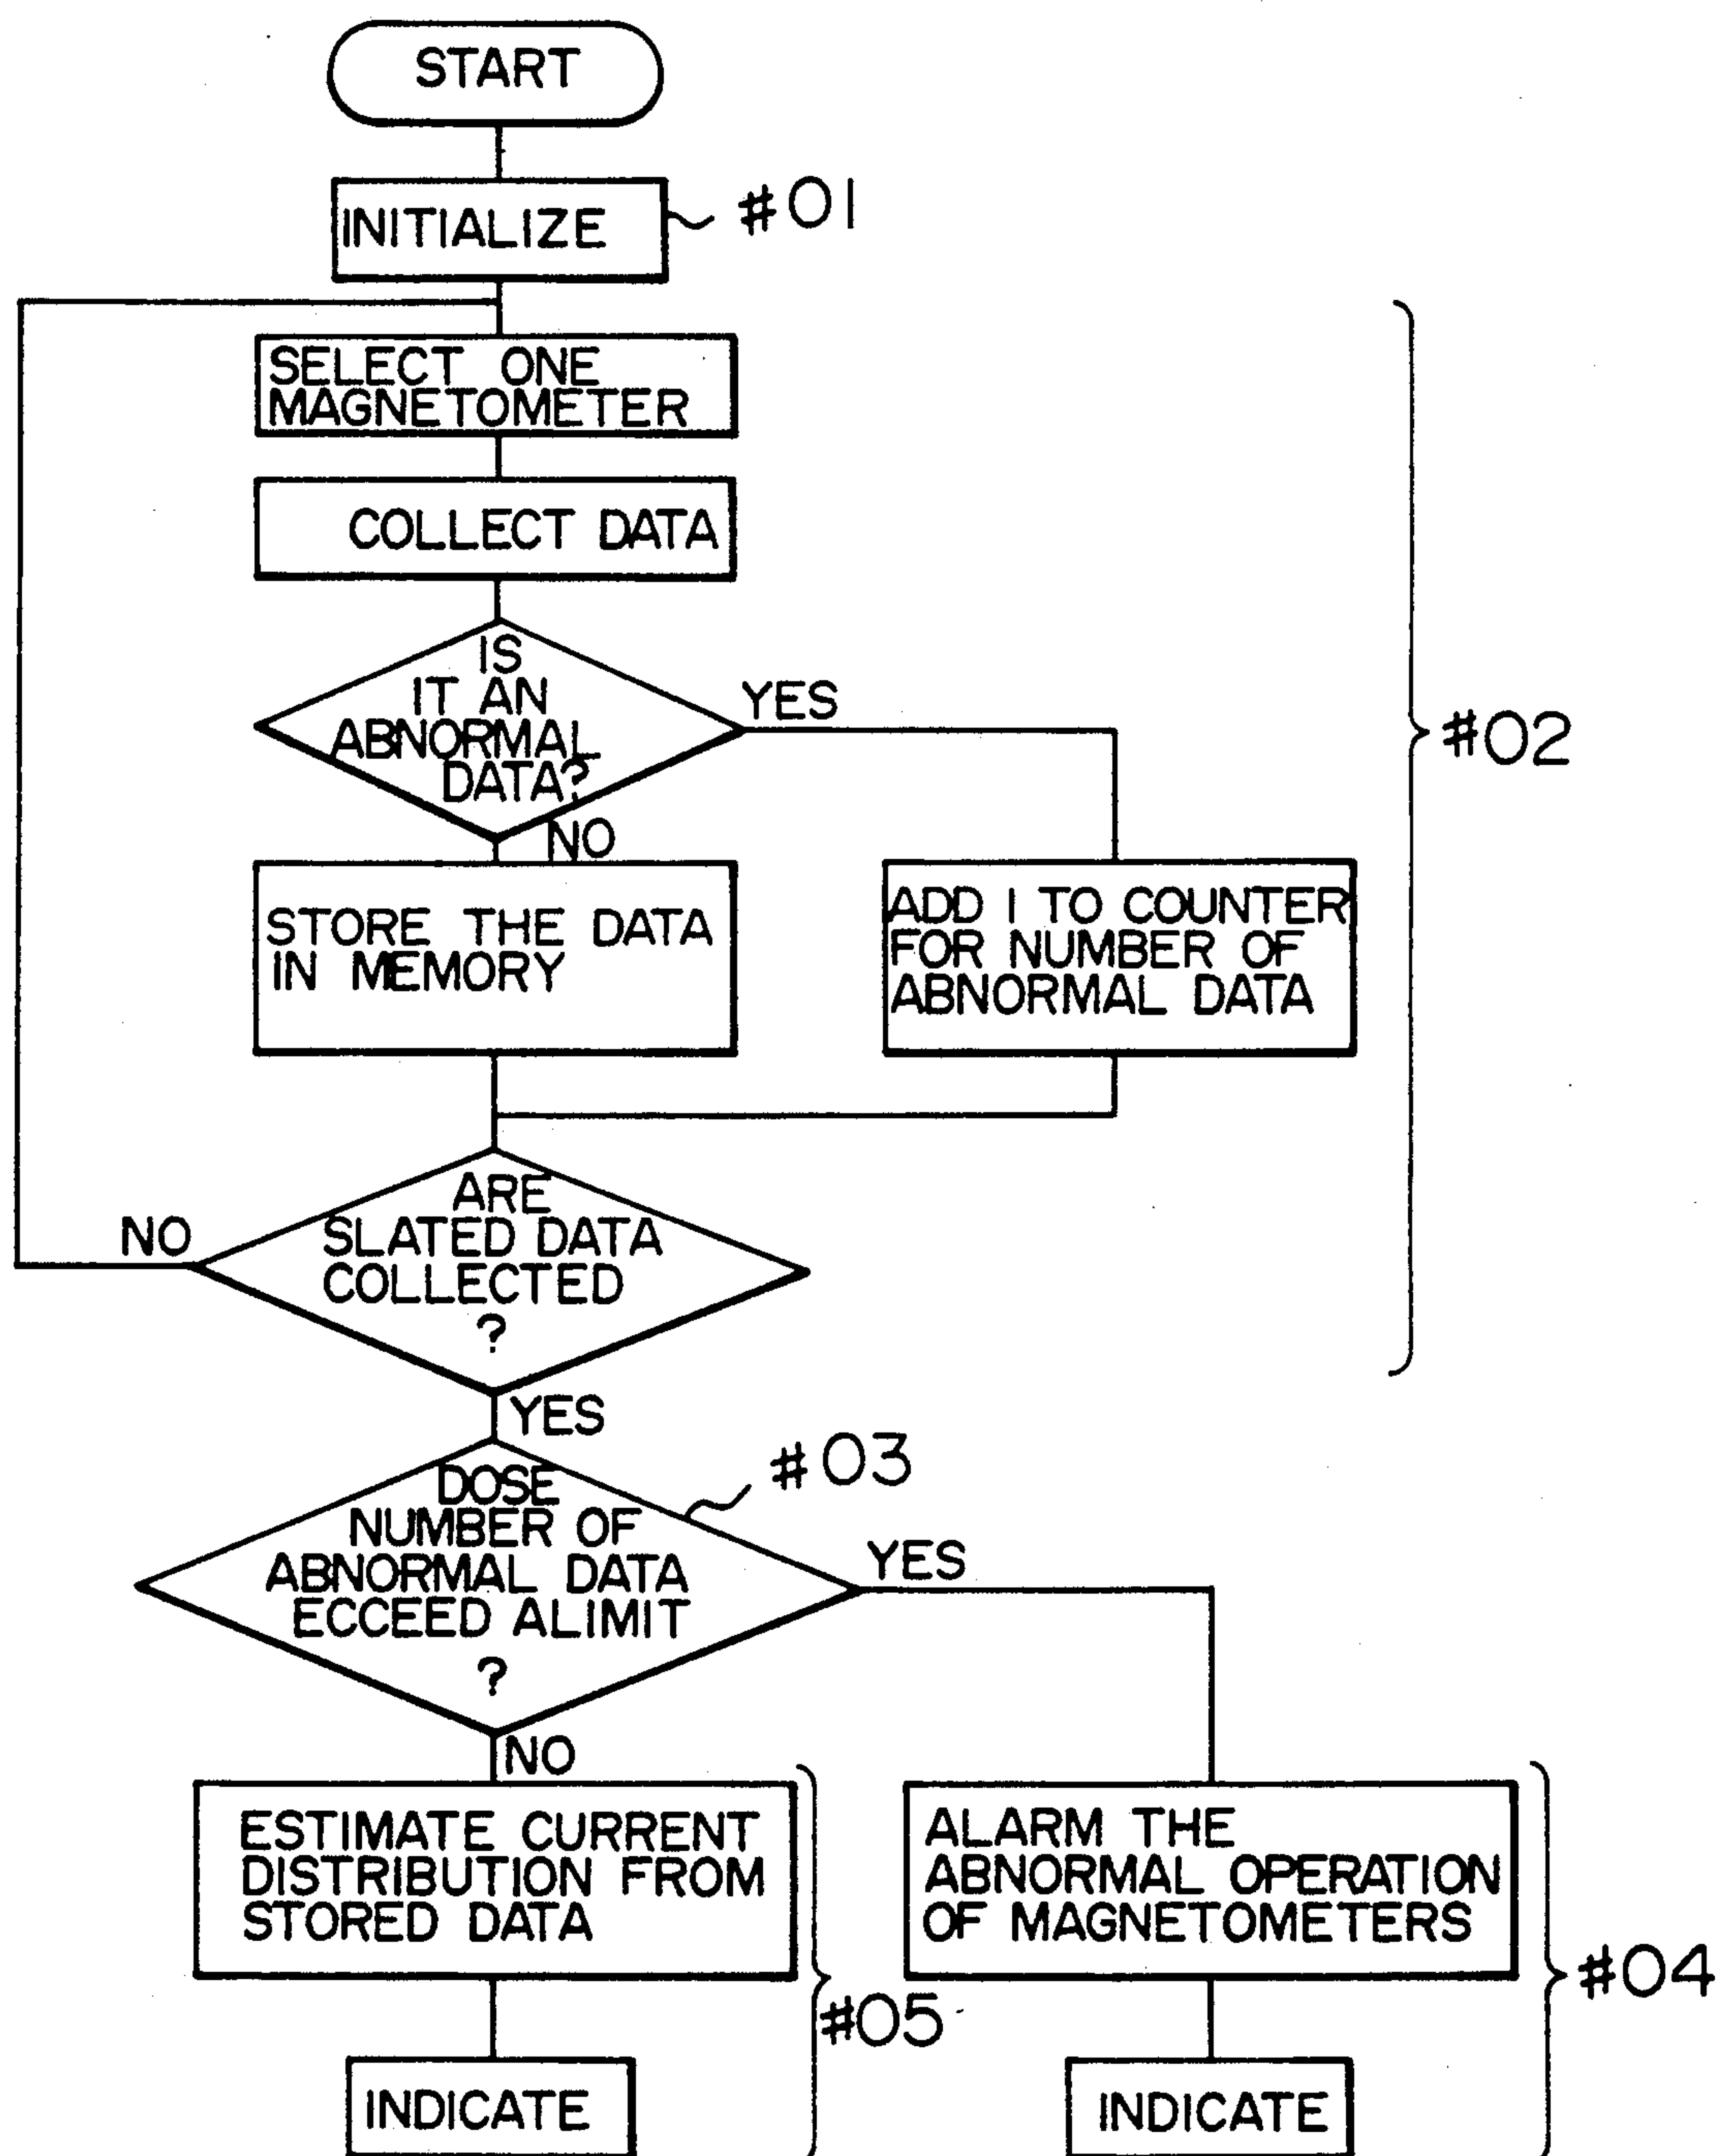 START
INITIALIZE
#01
SELECT ONE
MAGNETOMETER
COLLECT DATA
IS
IT AN
ABNORMAL
DATA?
YES
NO
#02
STORE THE DATA
IN MEMORY
ADD 1 TO COUNTER
FOR NUMBER OF
ABNORMAL DATA
ARE
SLATED DATA
COLLECTED
?
NO
YES
#03
DOSE
NUMBER OF
ABNORMAL DATA
ECCEED ALIMIT
?
YES
NO
ESTIMATE CURRENT
DISTRIBUTION FROM
STORED DATA
ALARM THE
ABNORMAL OPERATION
OF MAGNETOMETERS
#04
#05
INDICATE
INDICATE